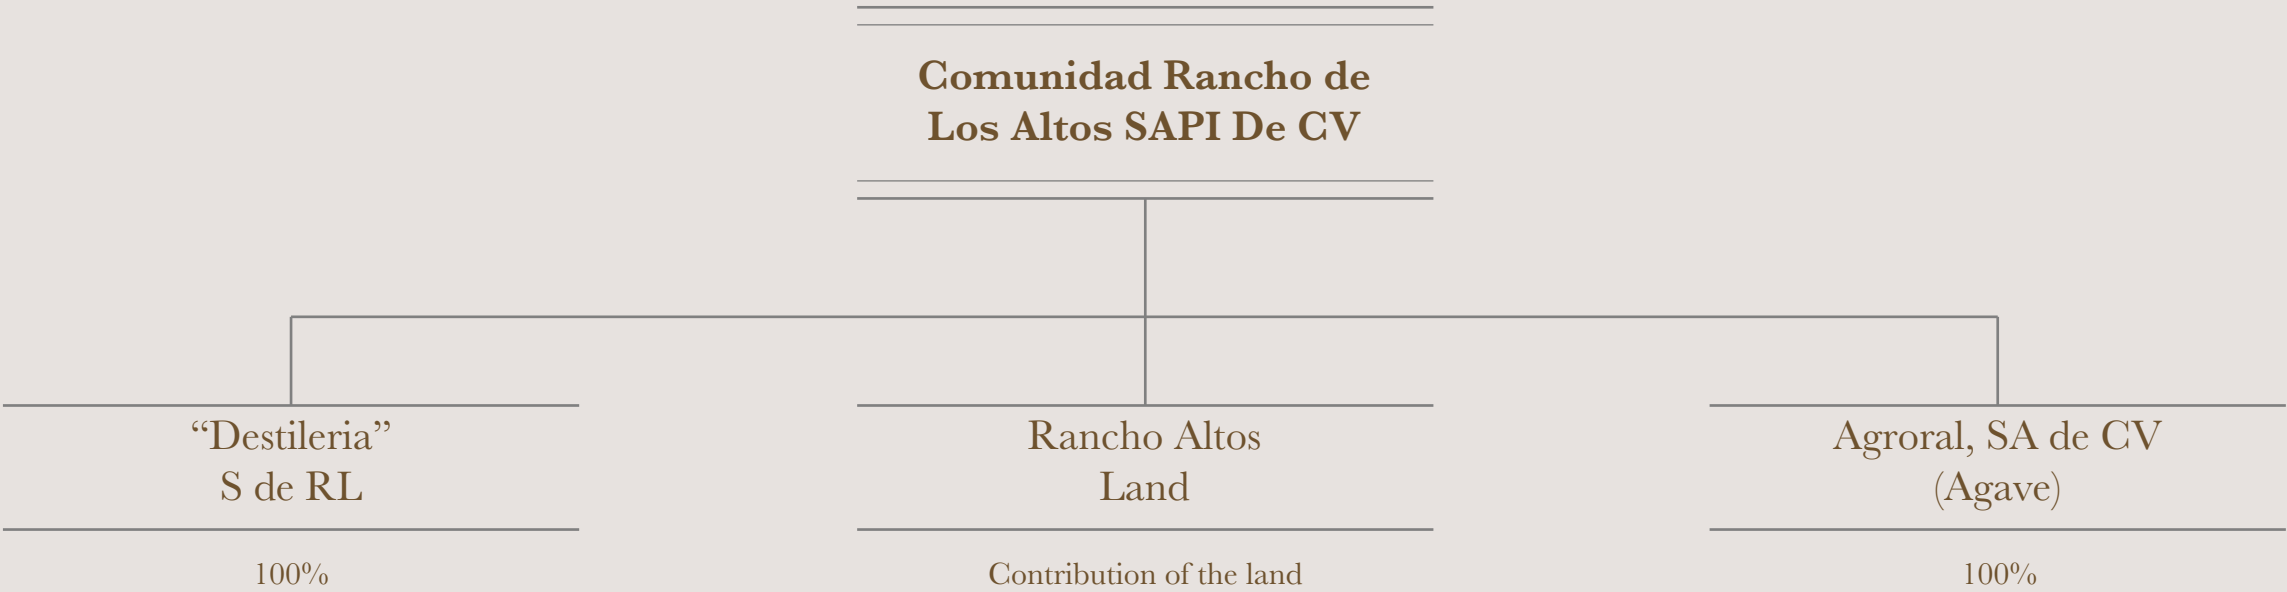 Comunidad Rancho de
Los Altos SAPI De CV
“Destileria”
S de RL
100%
Rancho Altos
Land
Contribution of the land
Agroral, SA de CV
(Agave)
100%